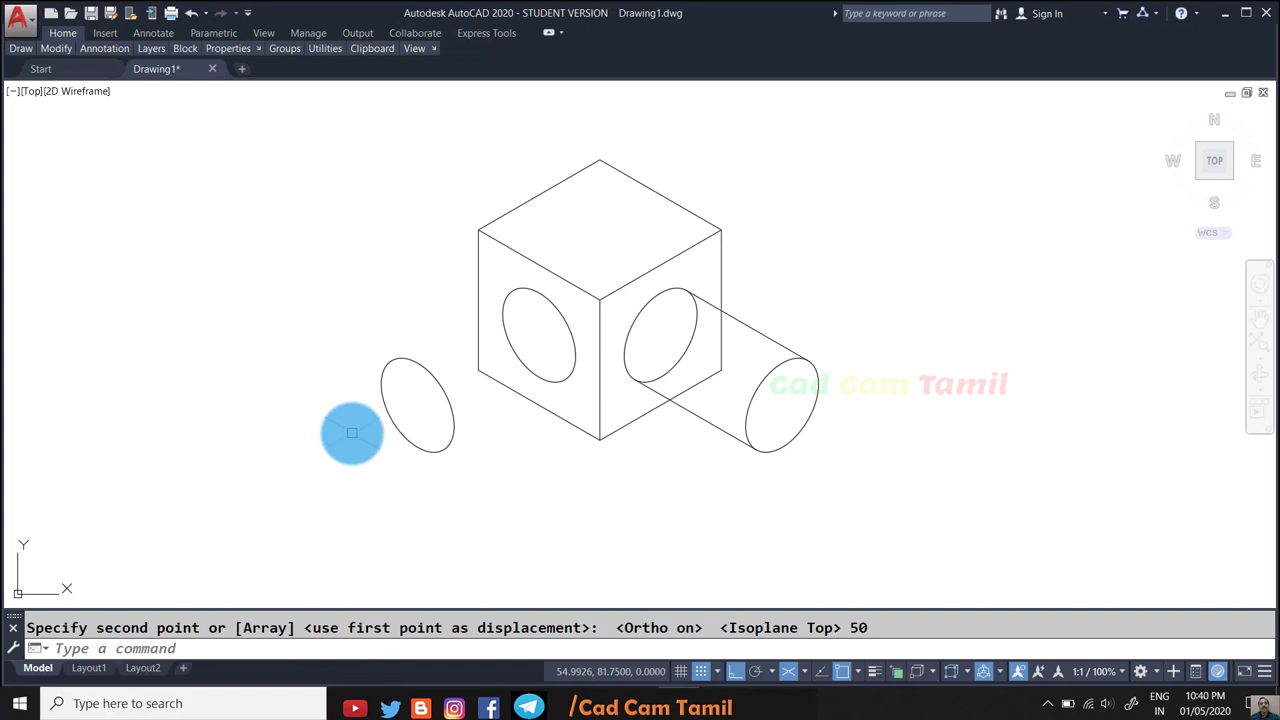 Autodesk AutoCAD 2020 - STUDENT VERSION Drawing1.dwg
Type a keyword or phrase
Sign In
Home Insert Annotate Parametric View Manage Output Collaborate Express Tools
Draw Modify Annotation Layers Block Properties Groups Utilities Clipboard View
Start Drawing1*
[−][Top][2D Wireframe]
N
W TOP E
S
WCS
Cad Cam Tamil
Y
X
Specify second point or [Array] <use first point as displacement>: <Ortho on> <Isoplane Top> 50
Type a command
Model Layout1 Layout2
54.9926, 81.7500, 0.0000
1:1 / 100%
Type here to search
/Cad Cam Tamil
ENG
IN
10:40 PM
01/05/2020